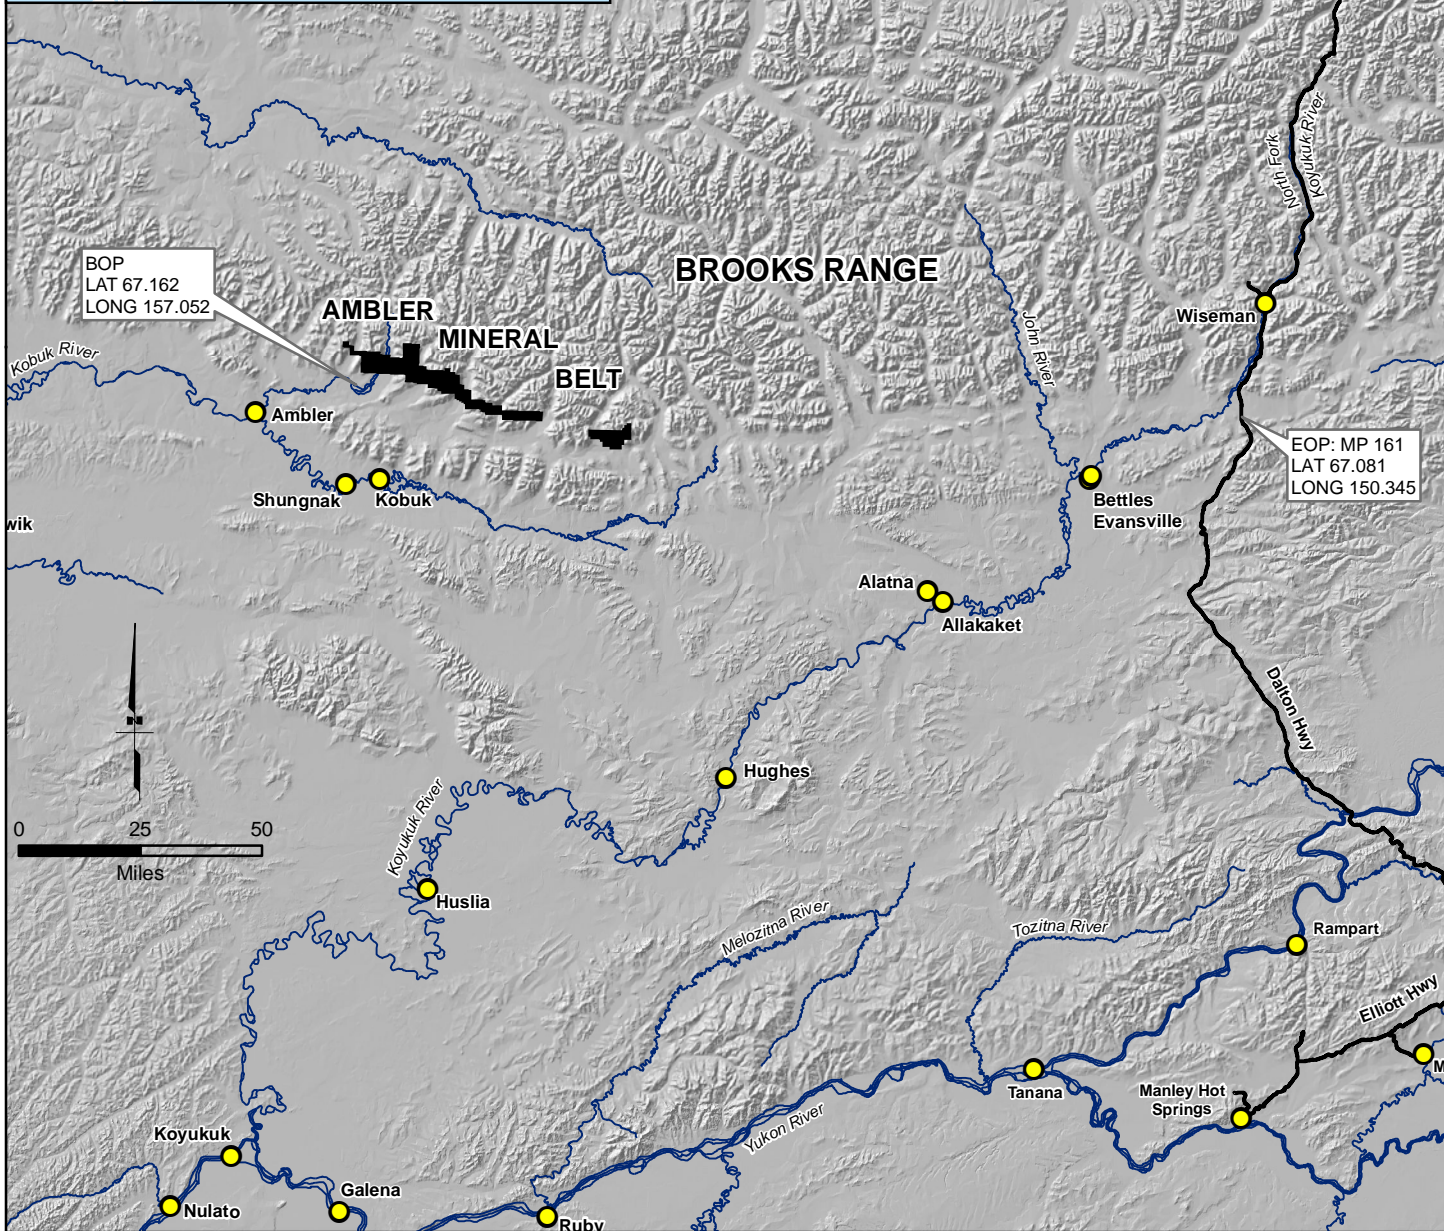 North Fork
Koyukuk River
BROOKS RANGE
BOP
LAT 67.162
LONG 157.052
AMBLER
MINERAL
BELT
Wiseman
John River
Kobuk River
Ambler
EOP: MP 161
LAT 67.081
LONG 150.345
Shungnak
Kobuk
Bettles
Evansville
wik
Alatna
Allakaket
N
Dalton Hwy
Hughes
Koyukuk River
0 25 50
Miles
Huslia
Melozitna River
Tozitna River
Rampart
Elliott Hwy
M
Tanana
Manley Hot
Springs
Yukon River
Koyukuk
Galena
Nulato
Ruby